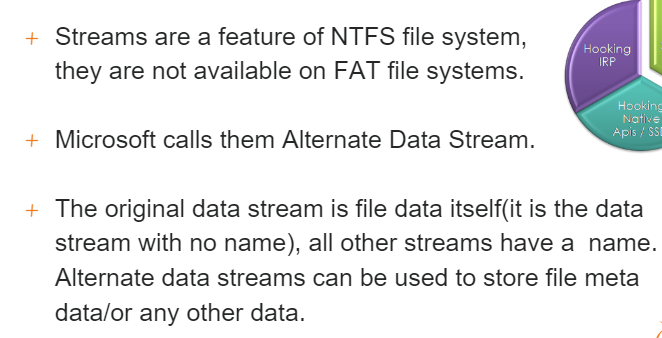 + Streams are a feature of NTFS file system,
they are not available on FAT file systems.
+ Microsoft calls them Alternate Data Stream.
+ The original data stream is file data itself(it is the data
stream with no name), all other streams have a name.
Alternate data streams can be used to store file meta
data/or any other data.
Hooking
IRP
Hooking
Native
Apis /